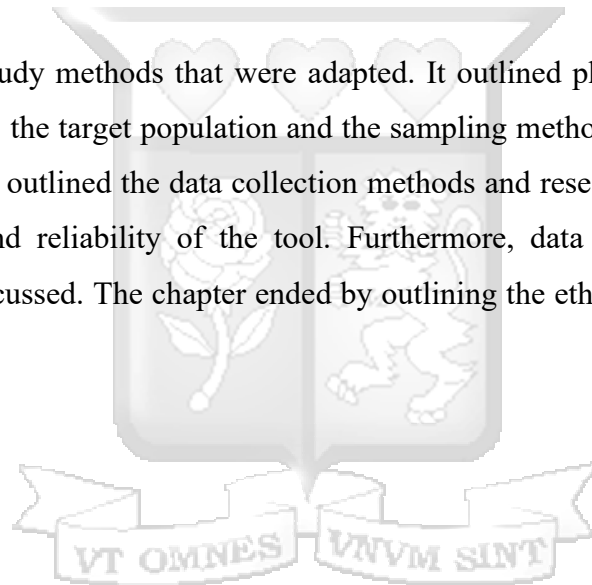 udy methods that were adapted. It outlined pl
the target population and the sampling metho
outlined the data collection methods and rese
nd reliability of the tool. Furthermore, data
cussed. The chapter ended by outlining the eth
VT OMNES VNVM SINT